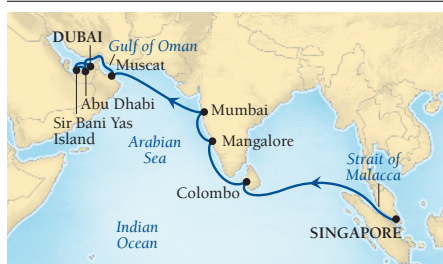 DUBAI
Gulf of Oman
Muscat
Abu Dhabi
Sir Bani Yas
Island
Arabian
Sea
Mumbai
Mangalore
Strait of
Malacca
Colombo
SINGAPORE
Indian
Ocean